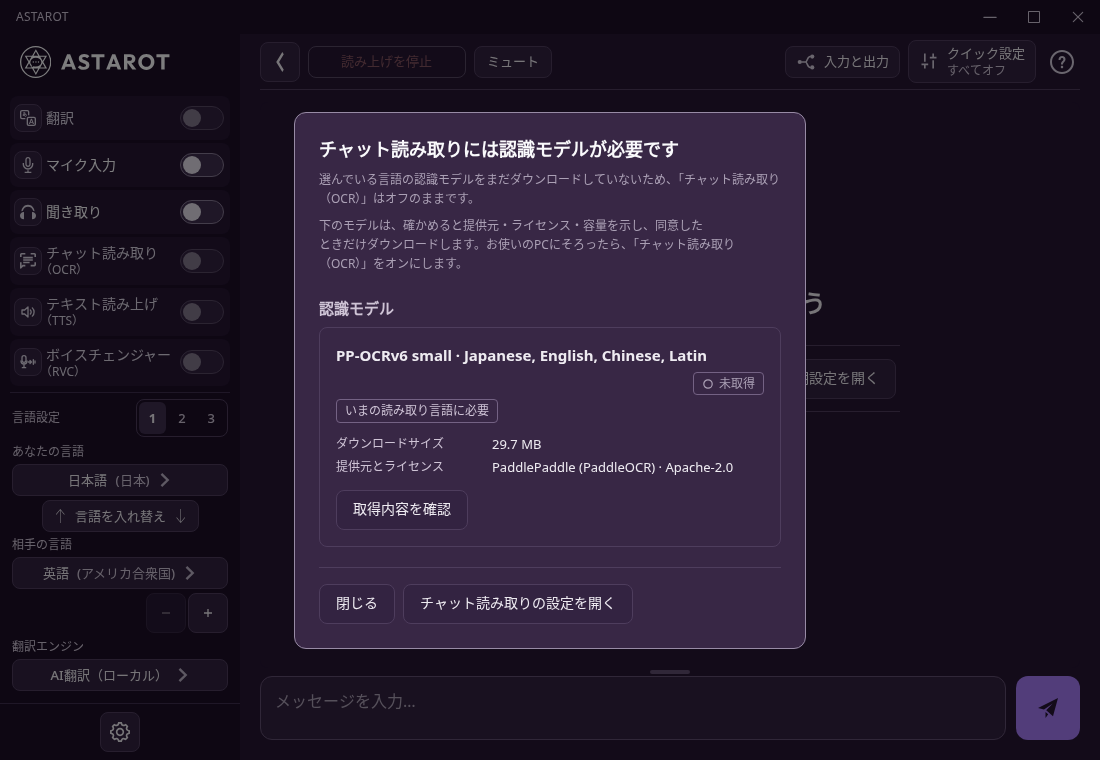 ASTAROT
ASTAROT
読み上げを停止
ミュート
入力と出力
クイック設定
すべてオフ
翻訳
マイク入力
聞き取り
チャット読み取り
（OCR）
テキスト読み上げ
（TTS）
ボイスチェンジャー
（RVC）
言語設定
1 2 3
あなたの言語
日本語（日本）
言語を入れ替え
相手の言語
英語（アメリカ合衆国）
翻訳エンジン
AI翻訳（ローカル）
チャット読み取りには認識モデルが必要です
選んでいる言語の認識モデルをまだダウンロードしていないため、「チャット読み取り
（OCR）」はオフのままです。
下のモデルは、確かめると提供元・ライセンス・容量を示し、同意した
ときだけダウンロードします。お使いのPCにそろったら、「チャット読み取り
（OCR）」をオンにします。
認識モデル
PP-OCRv6 small · Japanese, English, Chinese, Latin
未取得
いまの読み取り言語に必要
ダウンロードサイズ 29.7 MB
提供元とライセンス PaddlePaddle (PaddleOCR) · Apache-2.0
取得内容を確認
閉じる
チャット読み取りの設定を開く
う
設定を開く
メッセージを入力...